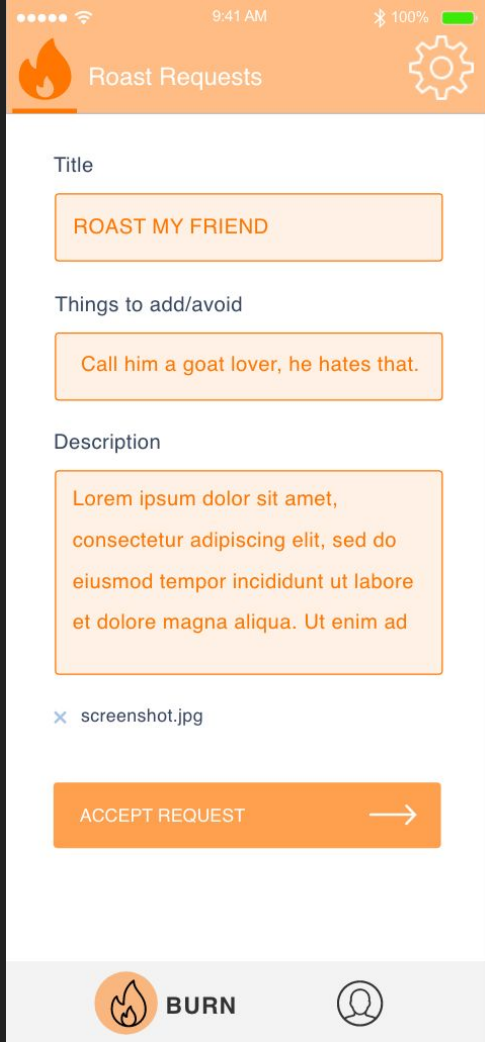 9:41 AM
100%
Roast Requests
Title
ROAST MY FRIEND
Things to add/avoid
Call him a goat lover, he hates that.
Description
Lorem ipsum dolor sit amet,
consectetur adipiscing elit, sed do
eiusmod tempor incididunt ut labore
et dolore magna aliqua. Ut enim ad
screenshot.jpg
ACCEPT REQUEST
BURN